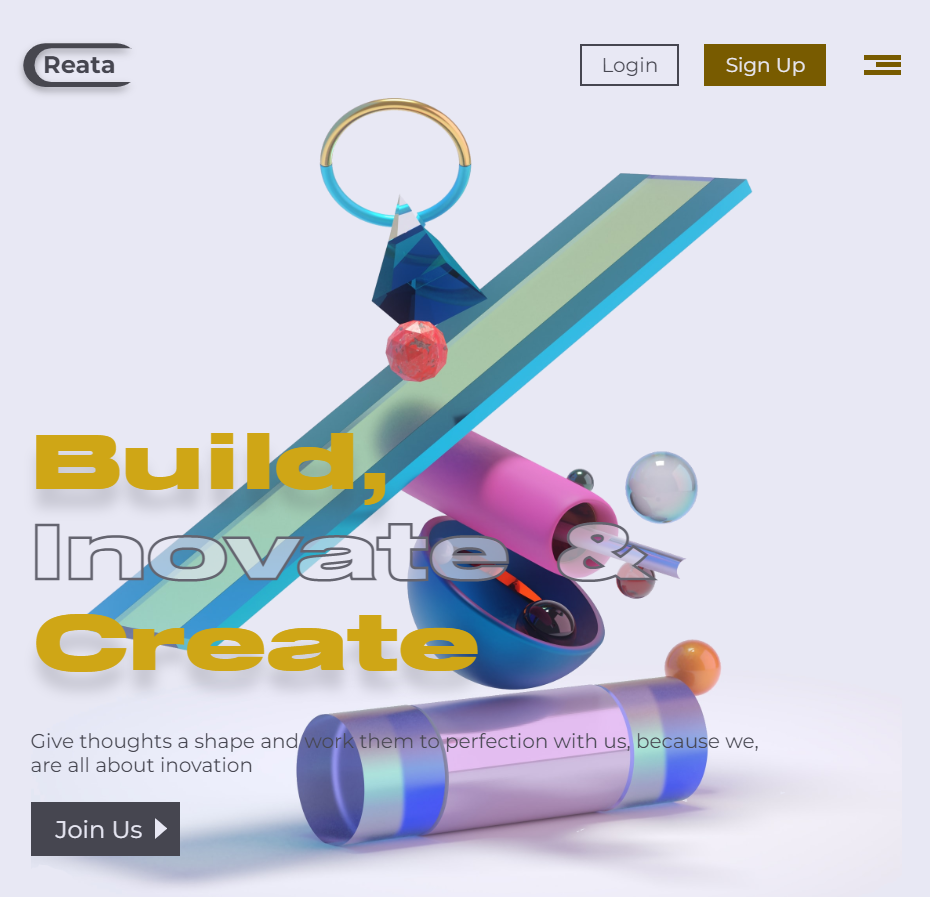 Reata
Login
Sign Up
Build,
Inovate &
Create
Give thoughts a shape and work them to perfection with us, because we,
are all about inovation
Join Us